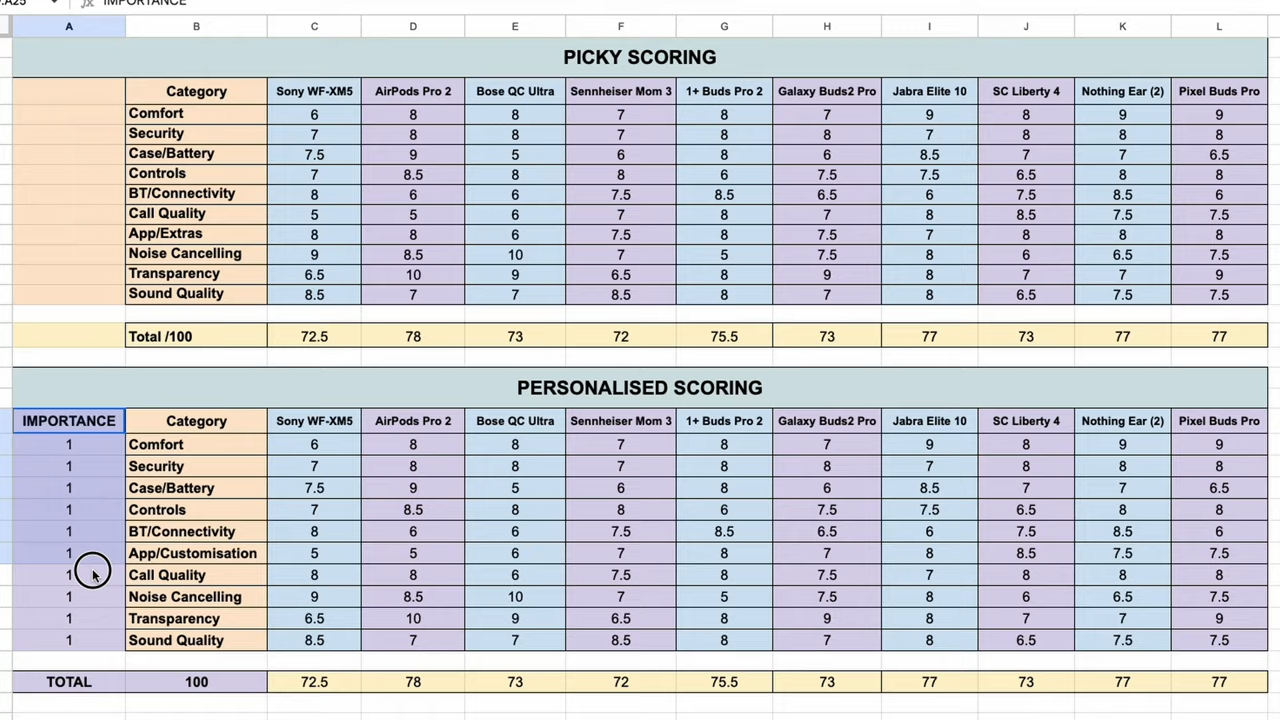 A25 fx IMPORTANCE
A B C D E F G H I J K L
PICKY SCORING
Category Sony WF-XM5 AirPods Pro 2 Bose QC Ultra Sennheiser Mom 3 1+ Buds Pro 2 Galaxy Buds2 Pro Jabra Elite 10 SC Liberty 4 Nothing Ear (2) Pixel Buds Pro
Comfort 6 8 8 7 8 7 9 8 9 9
Security 7 8 8 7 8 8 7 8 8 8
Case/Battery 7.5 9 5 6 8 6 8.5 7 7 6.5
Controls 7 8.5 8 8 6 7.5 7.5 6.5 8 8
BT/Connectivity 8 6 6 7.5 8.5 6.5 6 7.5 8.5 6
Call Quality 5 5 6 7 8 7 8 8.5 7.5 7.5
App/Extras 8 8 6 7.5 8 7.5 7 8 8 8
Noise Cancelling 9 8.5 10 7 5 7.5 8 6 6.5 7.5
Transparency 6.5 10 9 6.5 8 9 8 7 7 9
Sound Quality 8.5 7 7 8.5 8 7 8 6.5 7.5 7.5
Total /100 72.5 78 73 72 75.5 73 77 73 77 77
PERSONALISED SCORING
IMPORTANCE Category Sony WF-XM5 AirPods Pro 2 Bose QC Ultra Sennheiser Mom 3 1+ Buds Pro 2 Galaxy Buds2 Pro Jabra Elite 10 SC Liberty 4 Nothing Ear (2) Pixel Buds Pro
1 Comfort 6 8 8 7 8 7 9 8 9 9
1 Security 7 8 8 7 8 8 7 8 8 8
1 Case/Battery 7.5 9 5 6 8 6 8.5 7 7 6.5
1 Controls 7 8.5 8 8 6 7.5 7.5 6.5 8 8
1 BT/Connectivity 8 6 6 7.5 8.5 6.5 6 7.5 8.5 6
1 App/Customisation 5 5 6 7 8 7 8 8.5 7.5 7.5
1 Call Quality 8 8 6 7.5 8 7.5 7 8 8 8
1 Noise Cancelling 9 8.5 10 7 5 7.5 8 6 6.5 7.5
1 Transparency 6.5 10 9 6.5 8 9 8 7 7 9
1 Sound Quality 8.5 7 7 8.5 8 7 8 6.5 7.5 7.5
TOTAL 100 72.5 78 73 72 75.5 73 77 73 77 77